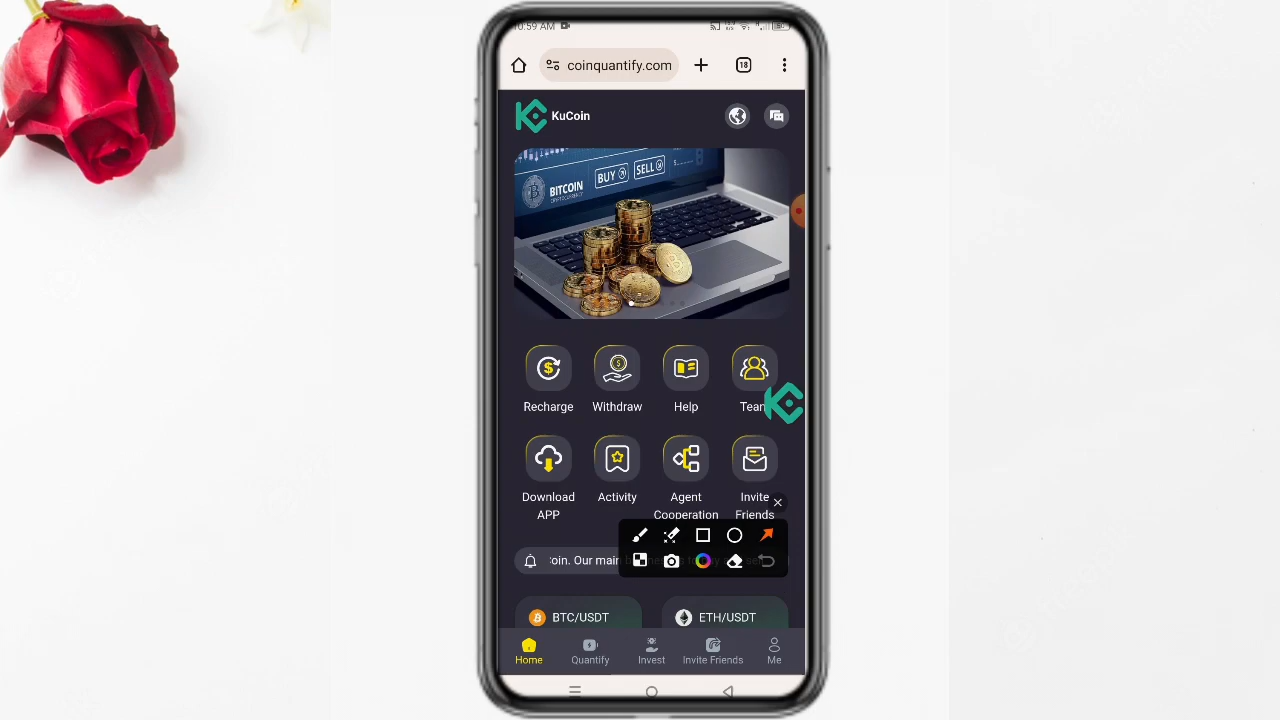 0:59 AM
coinquantify.com
18
KuCoin
BUY SELL
BITCOIN
Recharge Withdraw Help Team
Download APP
Activity
Agent Cooperation
Invite Friends
oin. Our main
BTC/USDT ETH/USDT
Home Quantify Invest Invite Friends Me